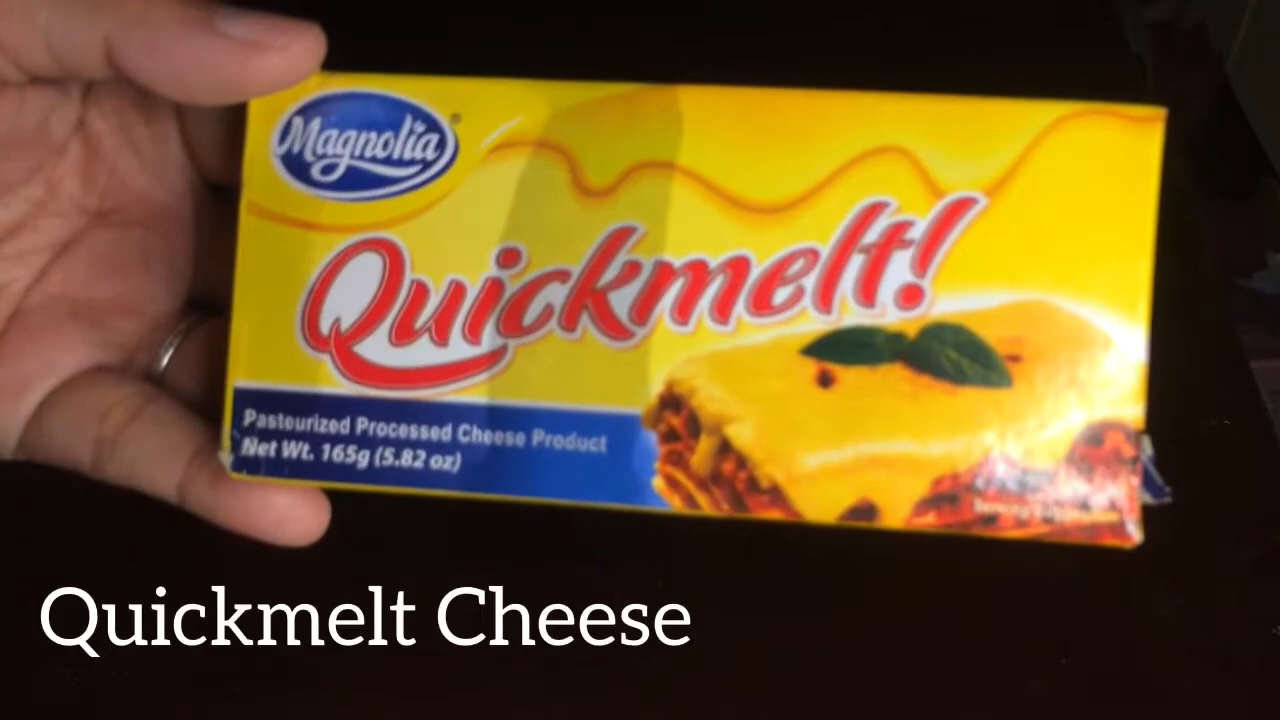 Magnolia
Quickmelt!
Pasteurized Processed Cheese Product
Net Wt. 165g (5.82 oz)
Quickmelt Cheese